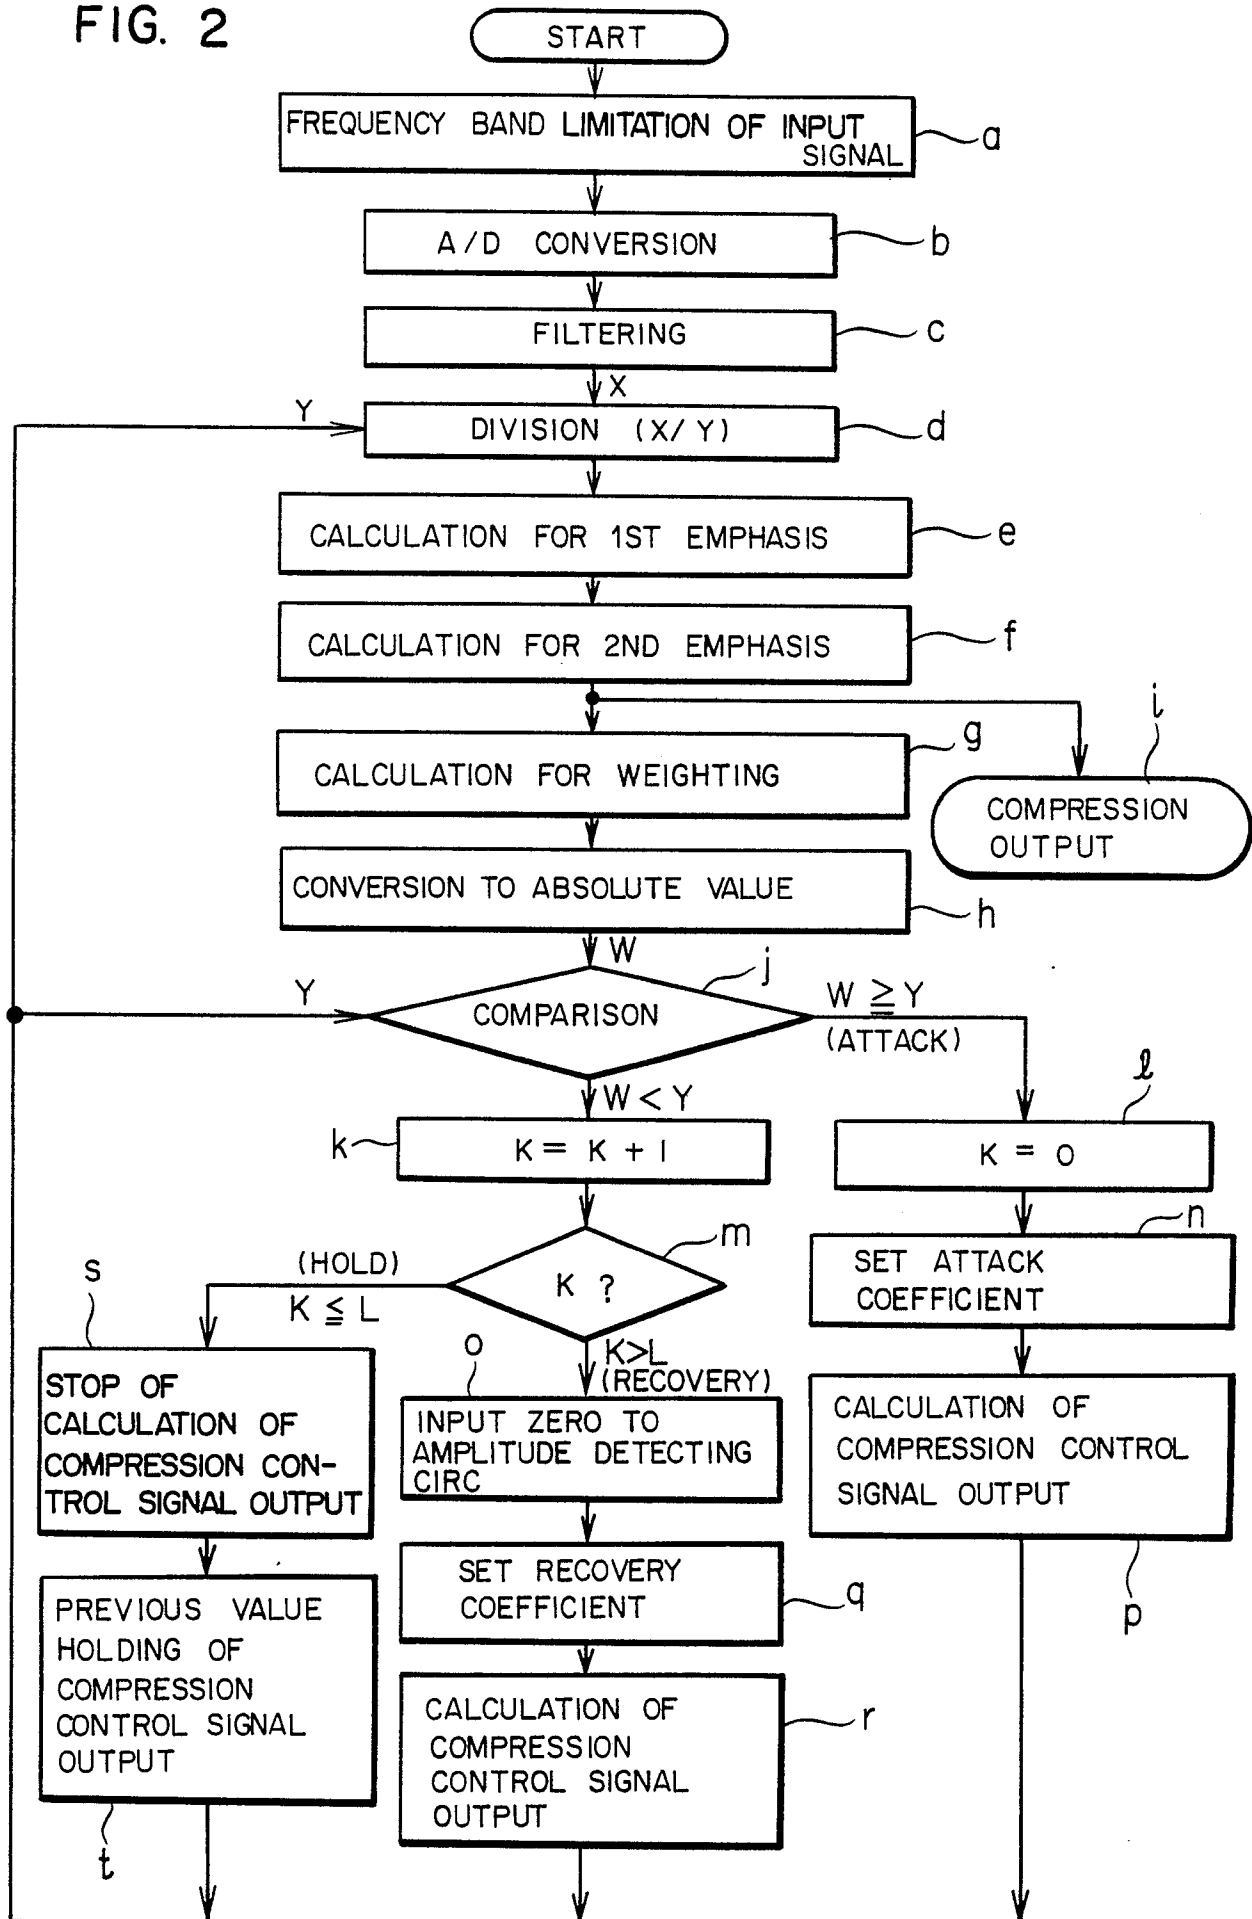 FIG. 2
START
FREQUENCY BAND LIMITATION OF INPUT
SIGNAL
a
A/D CONVERSION
b
FILTERING
c
X
Y
DIVISION (X/Y)
d
CALCULATION FOR 1ST EMPHASIS
e
CALCULATION FOR 2ND EMPHASIS
f
i
g
CALCULATION FOR WEIGHTING
COMPRESSION
OUTPUT
CONVERSION TO ABSOLUTE VALUE
h
W
j
Y
COMPARISON
W ≧ Y
(ATTACK)
W < Y
k
K = K + 1
ℓ
K = 0
m
K ?
(HOLD)
K ≦ L
n
SET ATTACK
COEFFICIENT
s
STOP OF
CALCULATION OF
COMPRESSION CON-
TROL SIGNAL OUTPUT
o
K>L
(RECOVERY)
INPUT ZERO TO
AMPLITUDE DETECTING
CIRC
CALCULATION OF
COMPRESSION CONTROL
SIGNAL OUTPUT
p
SET RECOVERY
COEFFICIENT
q
PREVIOUS VALUE
HOLDING OF
COMPRESSION
CONTROL SIGNAL
OUTPUT
t
CALCULATION OF
COMPRESSION
CONTROL SIGNAL
OUTPUT
r